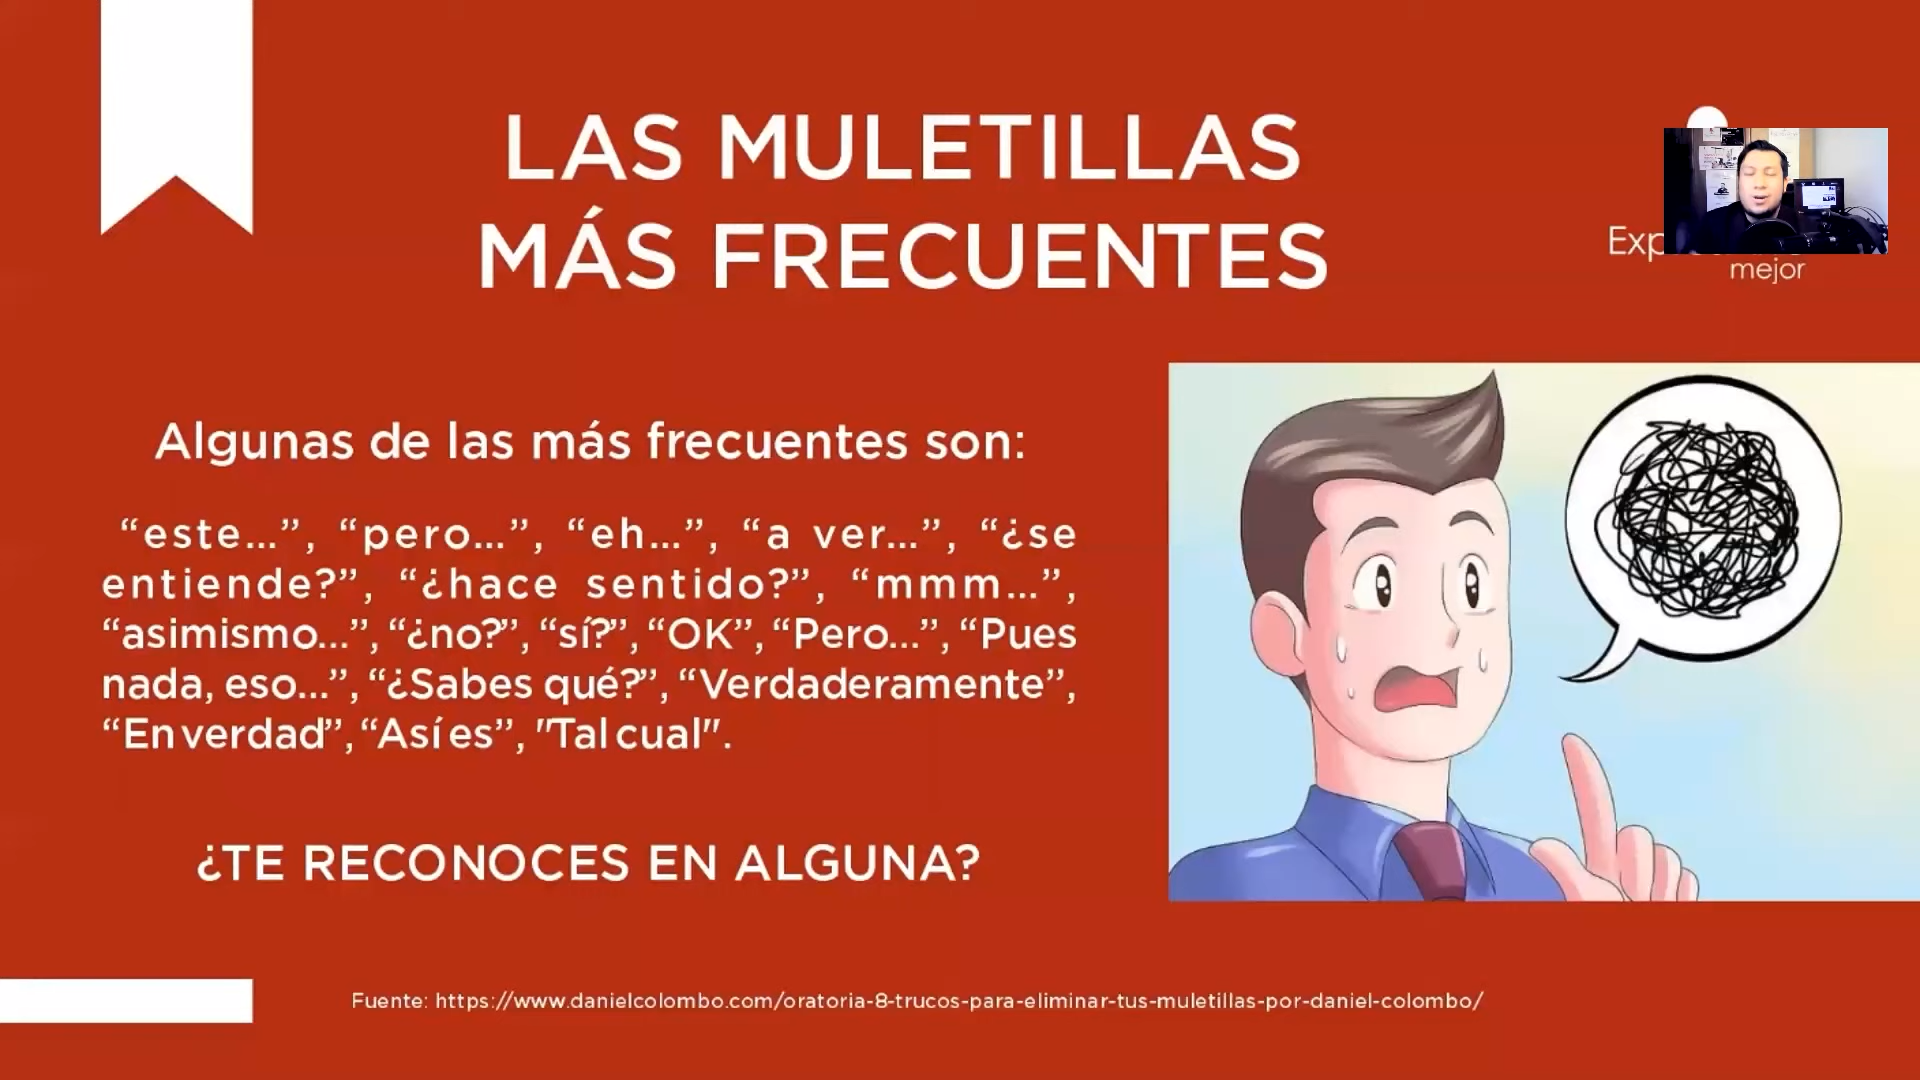 LAS MULETILLAS
MÁS FRECUENTES
mejor
Algunas de las más frecuentes son:
“este...”, “pero...”, “eh...”, “a ver...”, “¿se
entiende?”, “¿hace sentido?”, “mmm...”,
“asimismo...”, “¿no?”, “sí?”, “OK”, “Pero...”, “Pues
nada, eso...”, “¿Sabes qué?”, “Verdaderamente”,
“En verdad”, “Así es”, "Tal cual".
¿TE RECONOCES EN ALGUNA?
Fuente: https://www.danielcolombo.com/oratoria-8-trucos-para-eliminar-tus-muletillas-por-daniel-colombo/